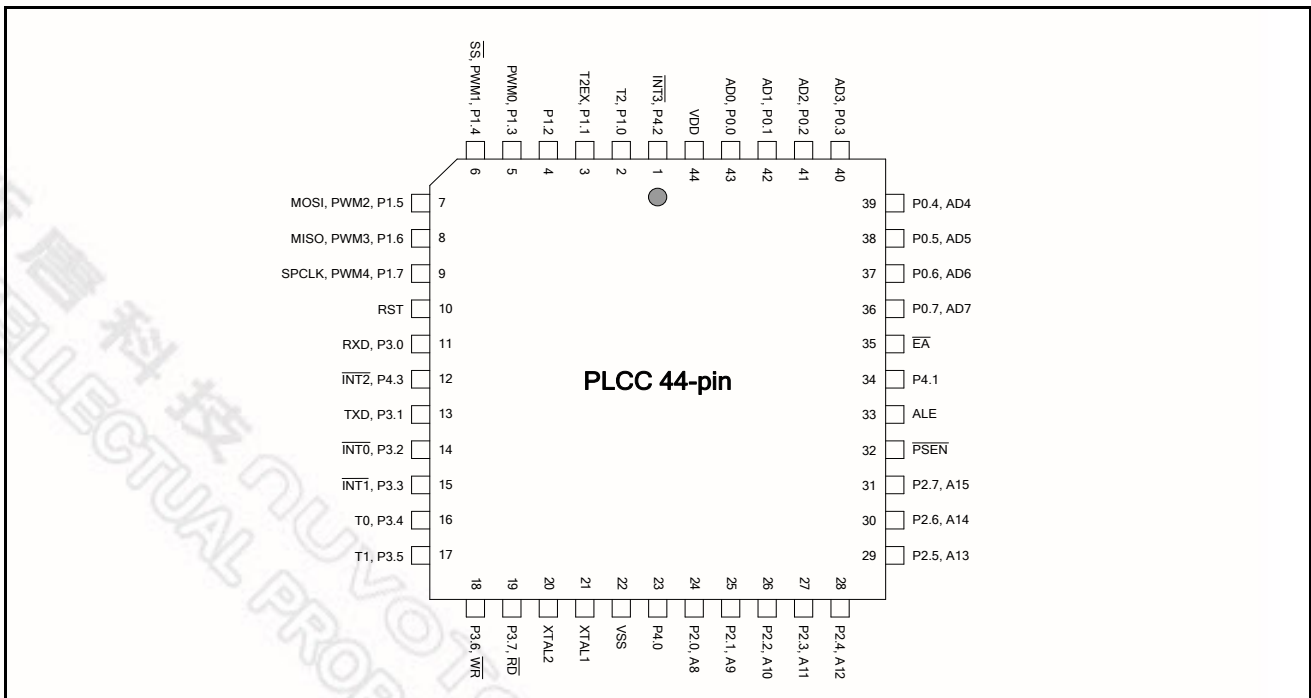 SS, PWM1, P1.4
PWM0, P1.3
P1.2
T2EX, P1.1
T2, P1.0
INT3, P4.2
VDD
AD0, P0.0
AD1, P0.1
AD2, P0.2
AD3, P0.3
6 5 4 3 2 1 44 43 42 41 40
MOSI, PWM2, P1.5 7
MISO, PWM3, P1.6 8
SPCLK, PWM4, P1.7 9
RST 10
RXD, P3.0 11
INT2, P4.3 12
TXD, P3.1 13
INT0, P3.2 14
INT1, P3.3 15
T0, P3.4 16
T1, P3.5 17
PLCC 44-pin
39 P0.4, AD4
38 P0.5, AD5
37 P0.6, AD6
36 P0.7, AD7
35 EA
34 P4.1
33 ALE
32 PSEN
31 P2.7, A15
30 P2.6, A14
29 P2.5, A13
18 19 20 21 22 23 24 25 26 27 28
P3.6, WR
P3.7, RD
XTAL2
XTAL1
VSS
P4.0
P2.0, A8
P2.1, A9
P2.2, A10
P2.3, A11
P2.4, A12
唐科技